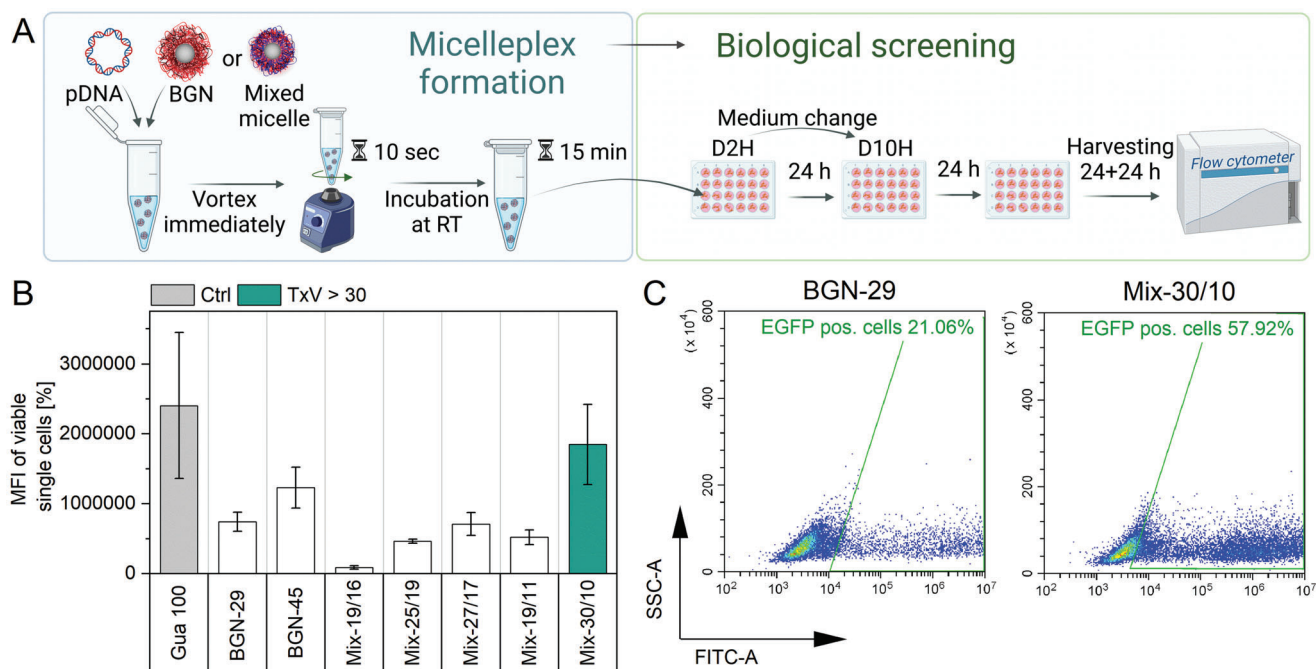 A
pDNA
BGN
or
Mixed
micelle
Micelleplex
formation
Vortex
immediately
10 sec
Incubation
at RT
15 min
Biological screening
Medium change
D2H
24 h
D10H
24 h
Harvesting
24+24 h
Flow cytometer
B
Ctrl
TxV > 30
MFI of viable
single cells [%]
3000000
2000000
1000000
0
Gua 100
BGN-29
BGN-45
Mix-19/16
Mix-25/19
Mix-27/17
Mix-19/11
Mix-30/10
C
BGN-29
EGFP pos. cells 21.06%
(x 10⁴)
600
400
200
0
10² 10³ 10⁴ 10⁵ 10⁶ 10⁷
Mix-30/10
EGFP pos. cells 57.92%
(x 10⁴)
600
400
200
0
10² 10³ 10⁴ 10⁵ 10⁶ 10⁷
SSC-A
FITC-A